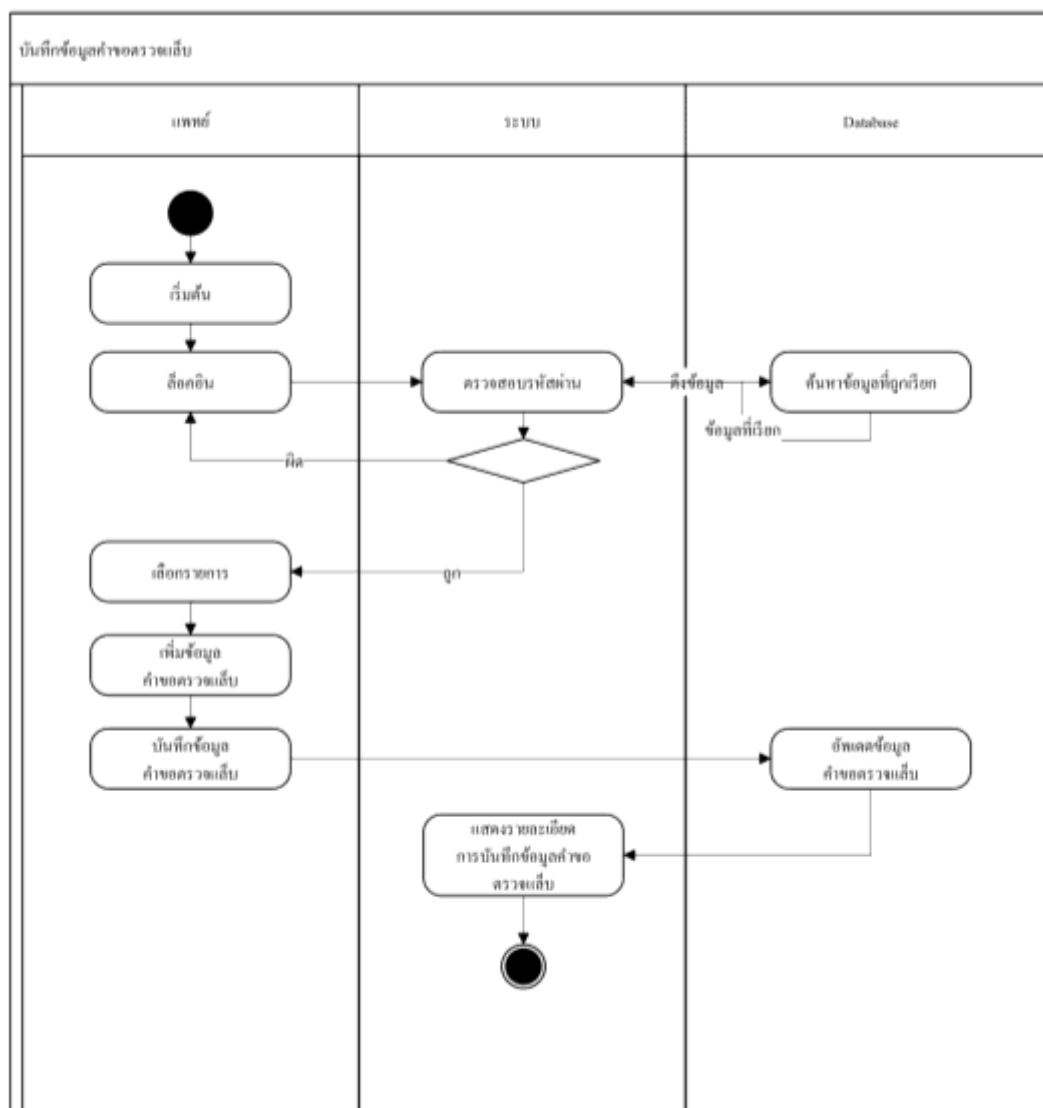 บันทึกข้อมูลคำขอตรวจแล็บ
แพทย์
ระบบ
Database
เริ่มต้น
ล็อกอิน
ตรวจสอบรหัสผ่าน
ดึงข้อมูล
ค้นหาข้อมูลที่ถูกเรียก
ข้อมูลที่เรียก
ผิด
เลือกรายการ
ถูก
เพิ่มข้อมูล
คำขอตรวจแล็บ
บันทึกข้อมูล
คำขอตรวจแล็บ
อัพเดตข้อมูล
คำขอตรวจแล็บ
แสดงรายละเอียด
การบันทึกข้อมูลคำขอ
ตรวจแล็บ